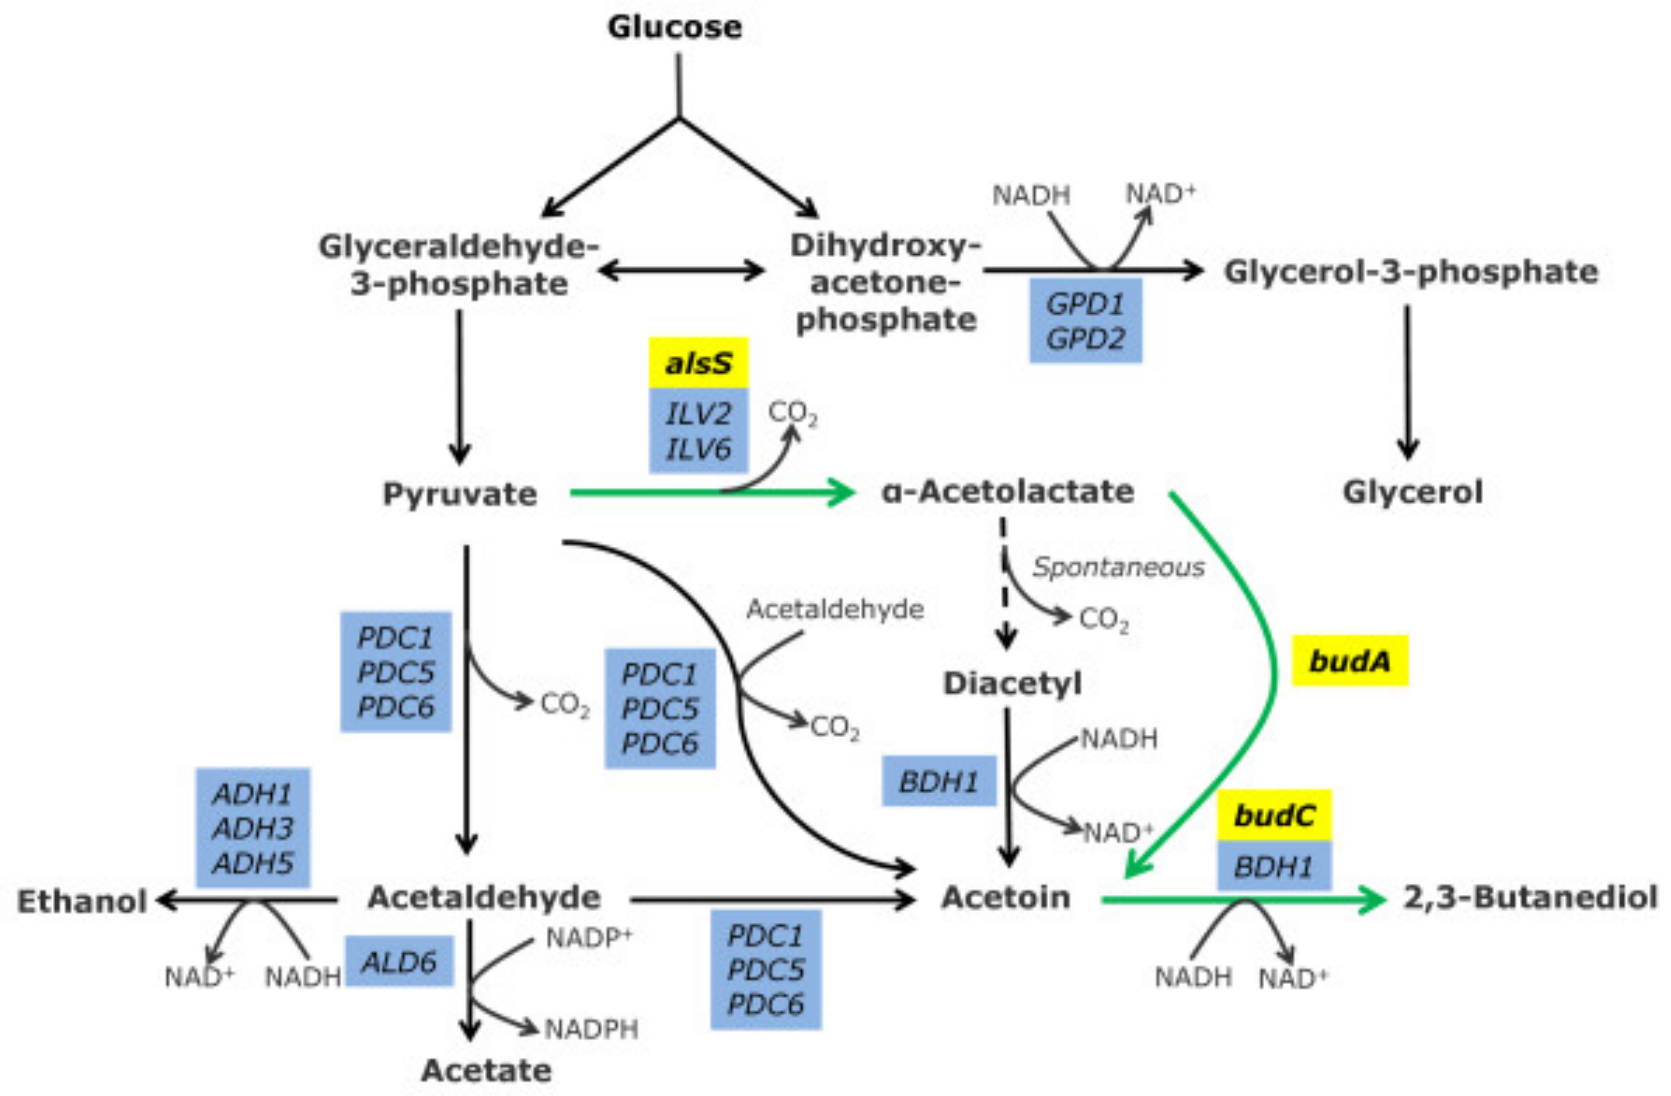 Glucose
NADH
NAD+
Glyceraldehyde-
3-phosphate
Dihydroxy-
acetone-
phosphate
Glycerol-3-phosphate
GPD1
GPD2
alsS
ILV2
ILV6
CO2
Pyruvate
α-Acetolactate
Glycerol
Spontaneous
CO2
Acetaldehyde
PDC1
PDC5
PDC6
CO2
PDC1
PDC5
PDC6
CO2
Diacetyl
budA
NADH
BDH1
NAD+
ADH1
ADH3
ADH5
budC
BDH1
Ethanol
Acetaldehyde
Acetoin
2,3-Butanediol
NAD+
NADH
ALD6
NADP+
PDC1
PDC5
PDC6
NADH
NAD+
NADPH
Acetate